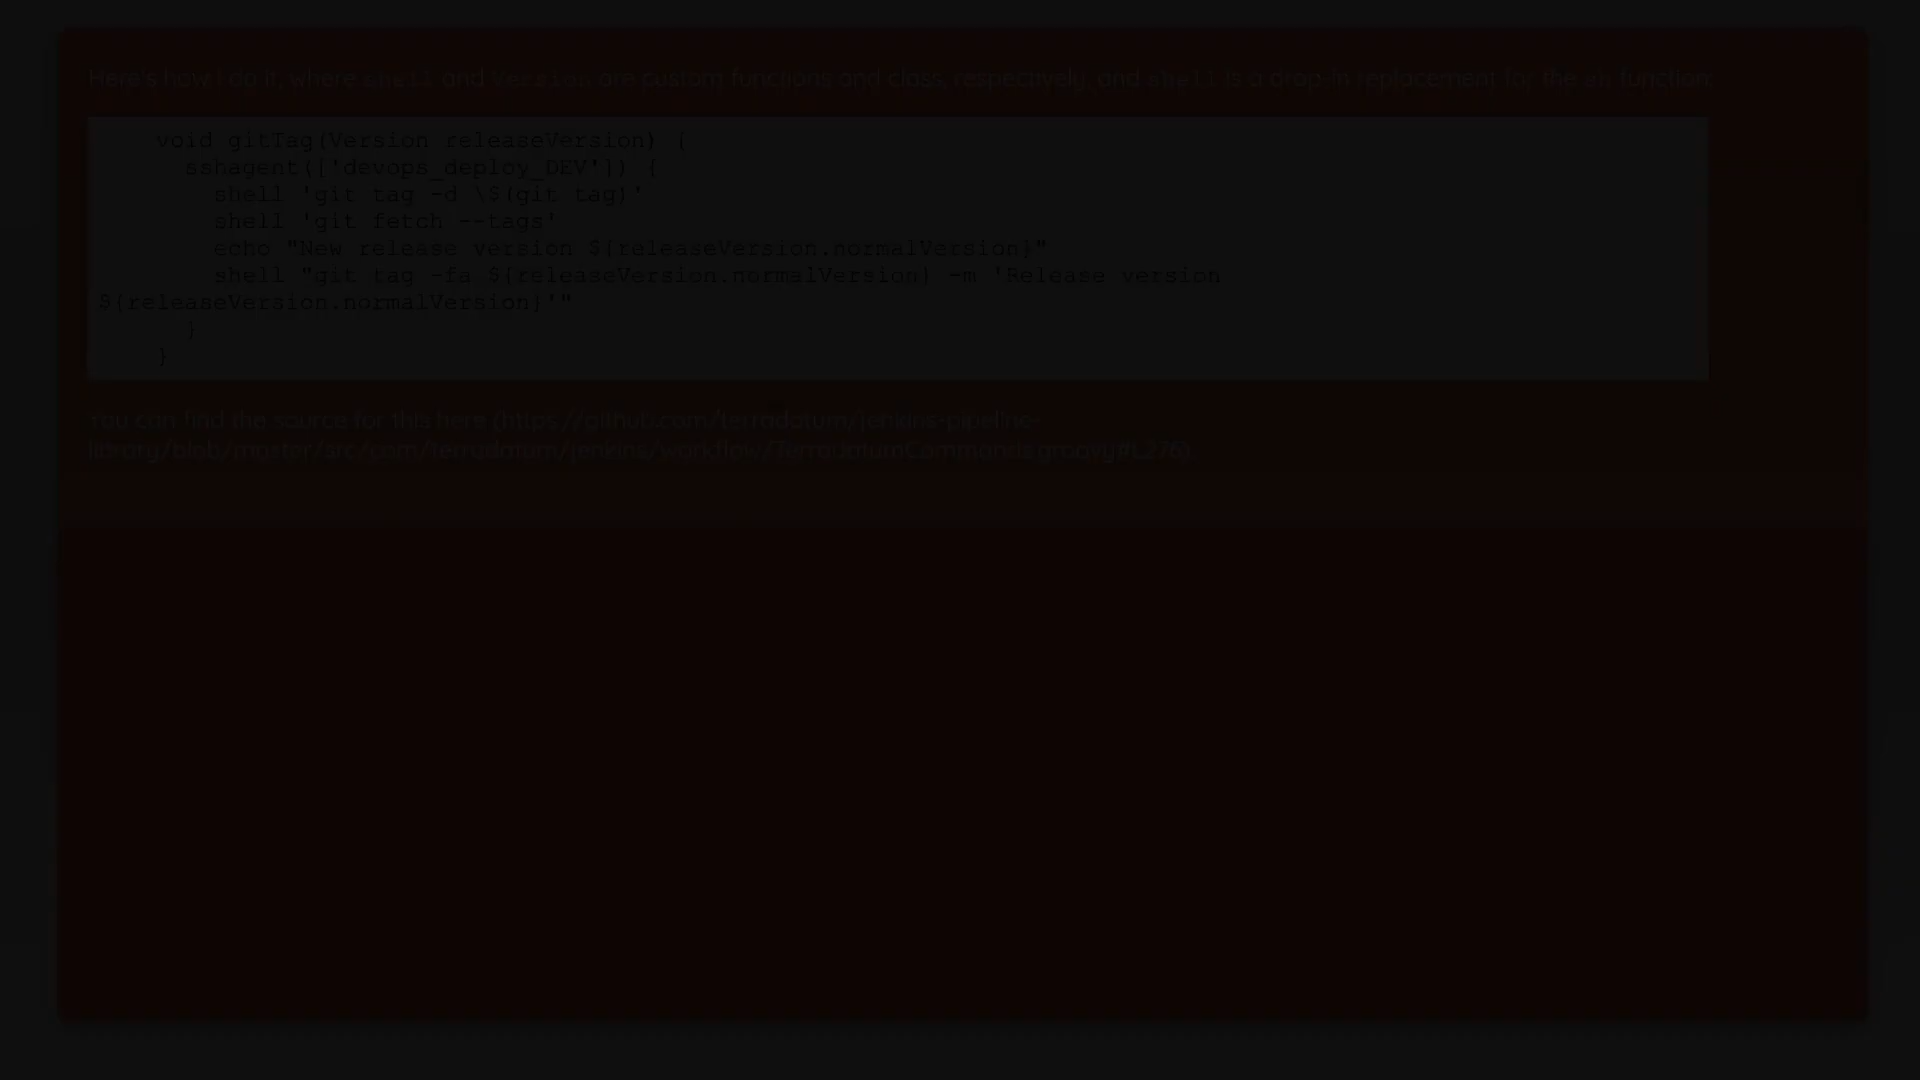 Here's how I do it, where shell and Version are custom functions and class, respectively, and shell is a drop-in replacement for the sh function:
void gitTag(Version releaseVersion) {
sshagent(['devops_deploy_DEV']) {
shell 'git tag -d \$(git tag)'
shell 'git fetch --tags'
echo "New release version ${releaseVersion.normalVersion}"
shell "git tag -fa ${releaseVersion.normalVersion} -m 'Release version
${releaseVersion.normalVersion}'"
}
}
You can find the source for this here (https://github.com/terradatum/jenkins-pipeline-
library/blob/master/src/com/terradatum/jenkins/workflow/TerradatumCommands.groovy#L276)